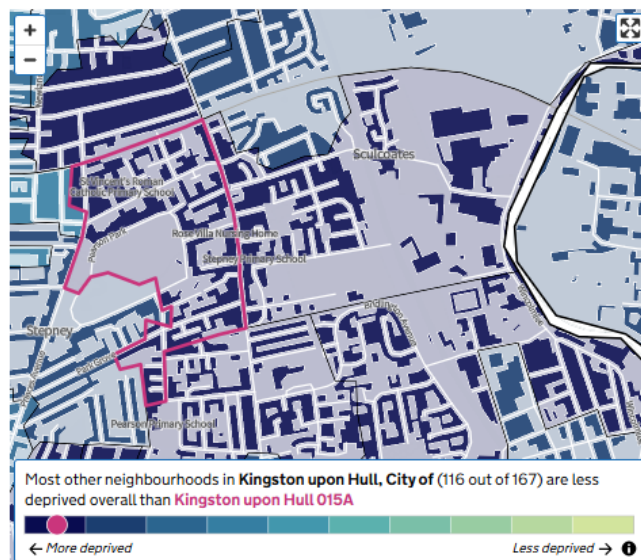 +
−
Sculcoates
St Vincent's Roman
Catholic Primary School
Pearson Park
Rose Villa Nursing Home
Stepney Primary School
Stepney
Park Grove
Pearson Primary School
Most other neighbourhoods in Kingston upon Hull, City of (116 out of 167) are less
deprived overall than Kingston upon Hull 015A
← More deprived
Less deprived →